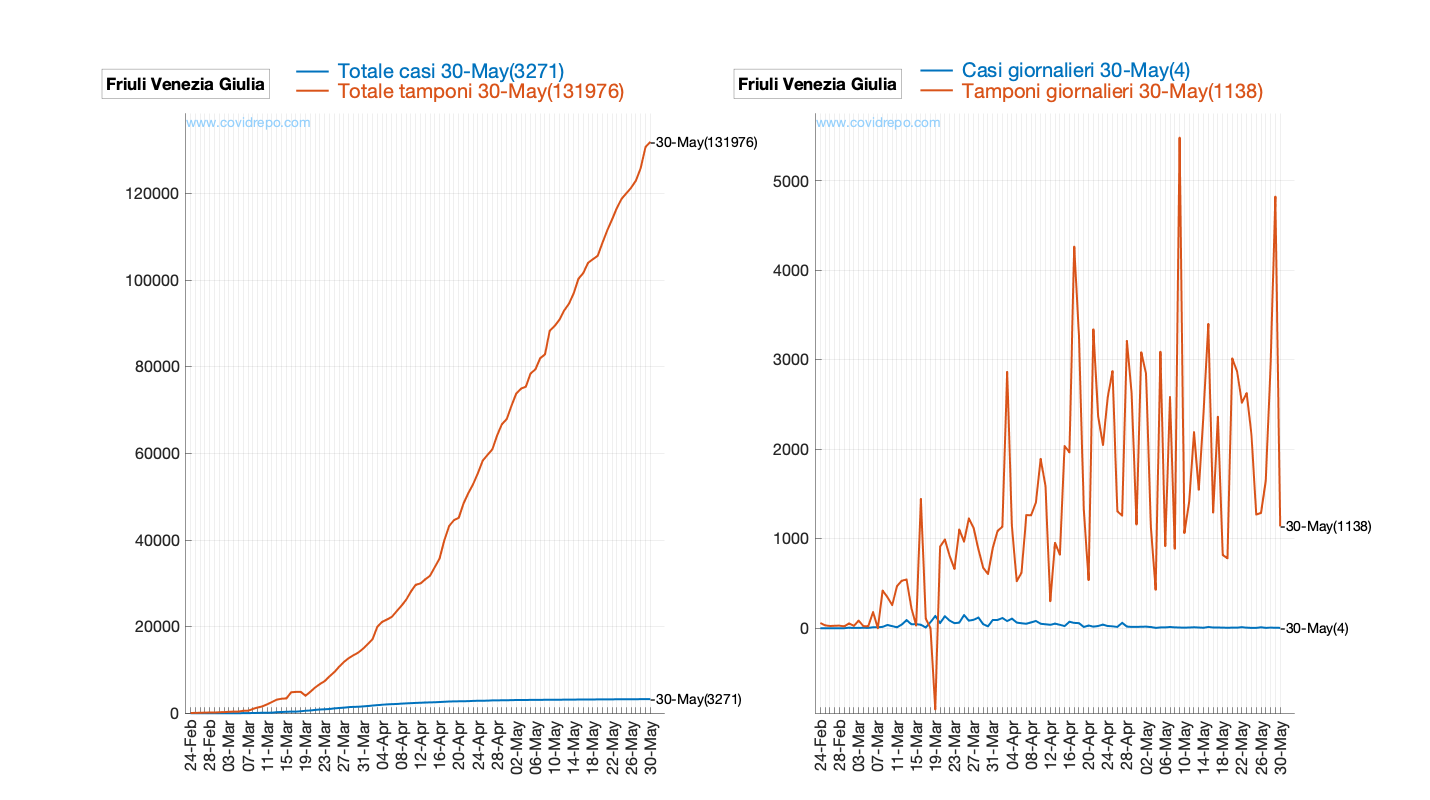 Friuli Venezia Giulia
Totale casi 30-May(3271)
Totale tamponi 30-May(131976)
www.covidrepo.com
30-May(131976)
120000
100000
80000
60000
40000
20000
0
30-May(3271)
24-Feb
28-Feb
03-Mar
07-Mar
11-Mar
15-Mar
19-Mar
23-Mar
27-Mar
31-Mar
04-Apr
08-Apr
12-Apr
16-Apr
20-Apr
24-Apr
28-Apr
02-May
06-May
10-May
14-May
18-May
22-May
26-May
30-May
Friuli Venezia Giulia
Casi giornalieri 30-May(4)
Tamponi giornalieri 30-May(1138)
www.covidrepo.com
5000
4000
3000
2000
1000
0
30-May(1138)
30-May(4)
24-Feb
28-Feb
03-Mar
07-Mar
11-Mar
15-Mar
19-Mar
23-Mar
27-Mar
31-Mar
04-Apr
08-Apr
12-Apr
16-Apr
20-Apr
24-Apr
28-Apr
02-May
06-May
10-May
14-May
18-May
22-May
26-May
30-May